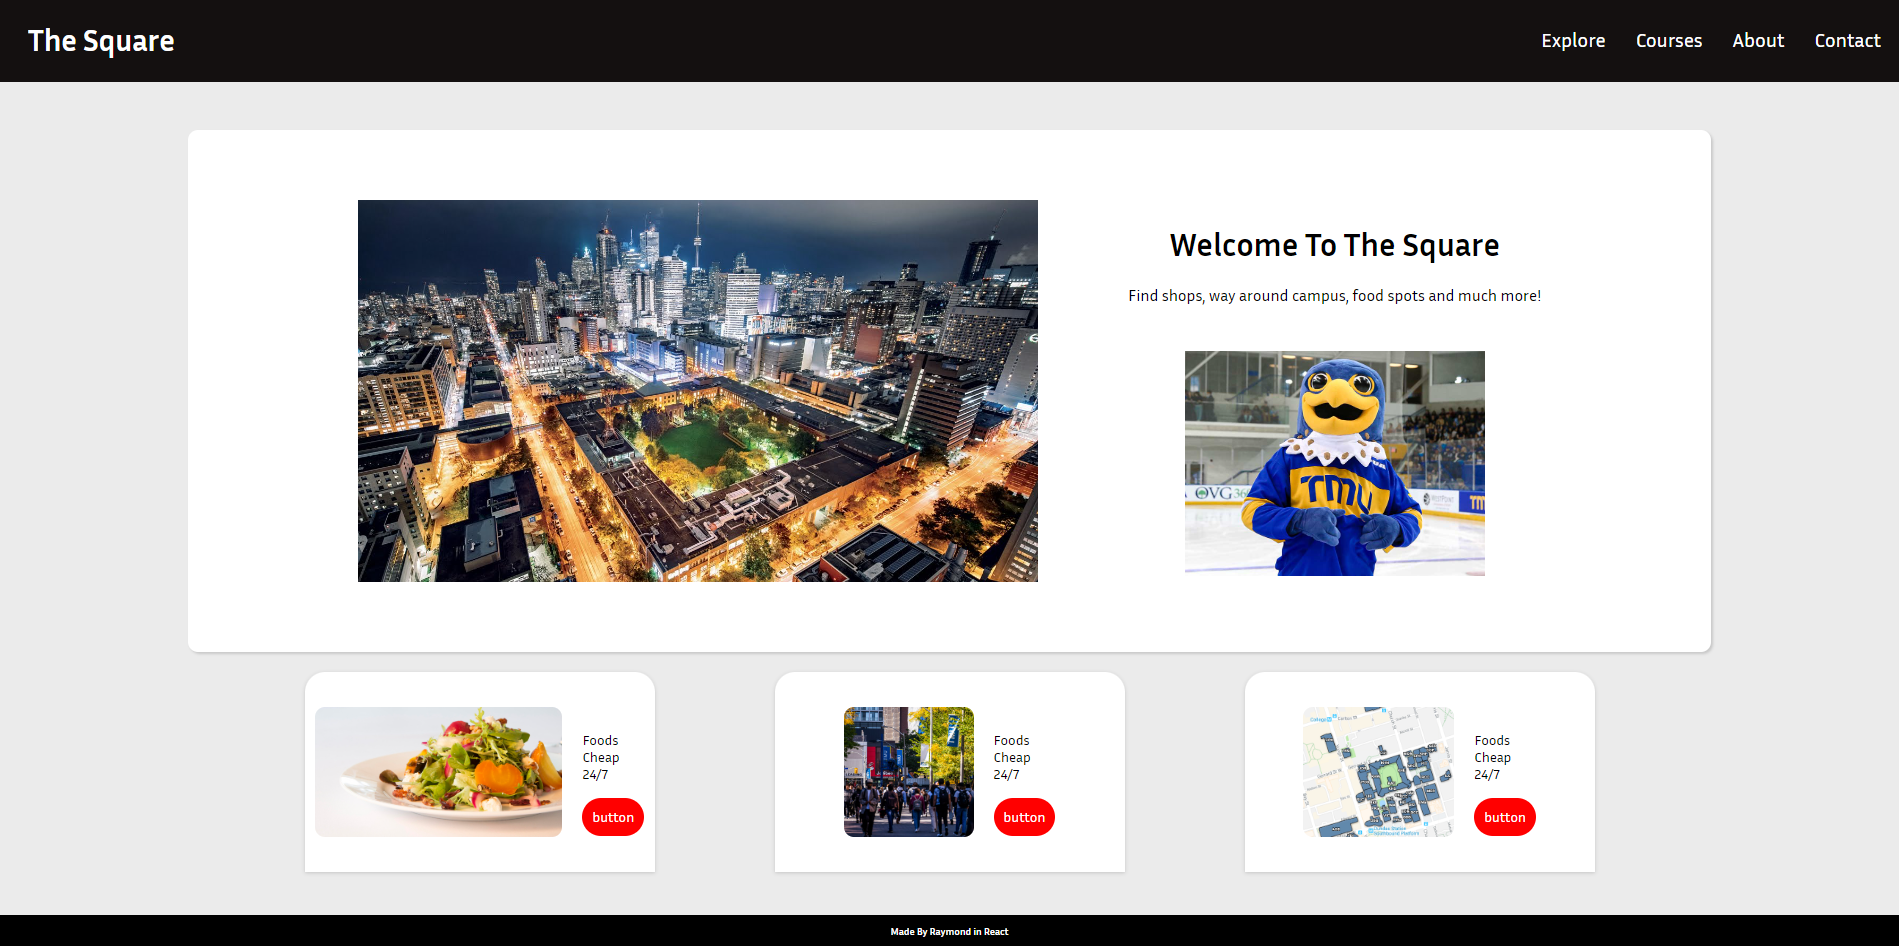 The Square
Explore Courses About Contact
Welcome To The Square
Find shops, way around campus, food spots and much more!
TMU
OVG36
TM
Foods
Cheap
24/7
button
Foods
Cheap
24/7
button
Foods
Cheap
24/7
button
Made By Raymond in React